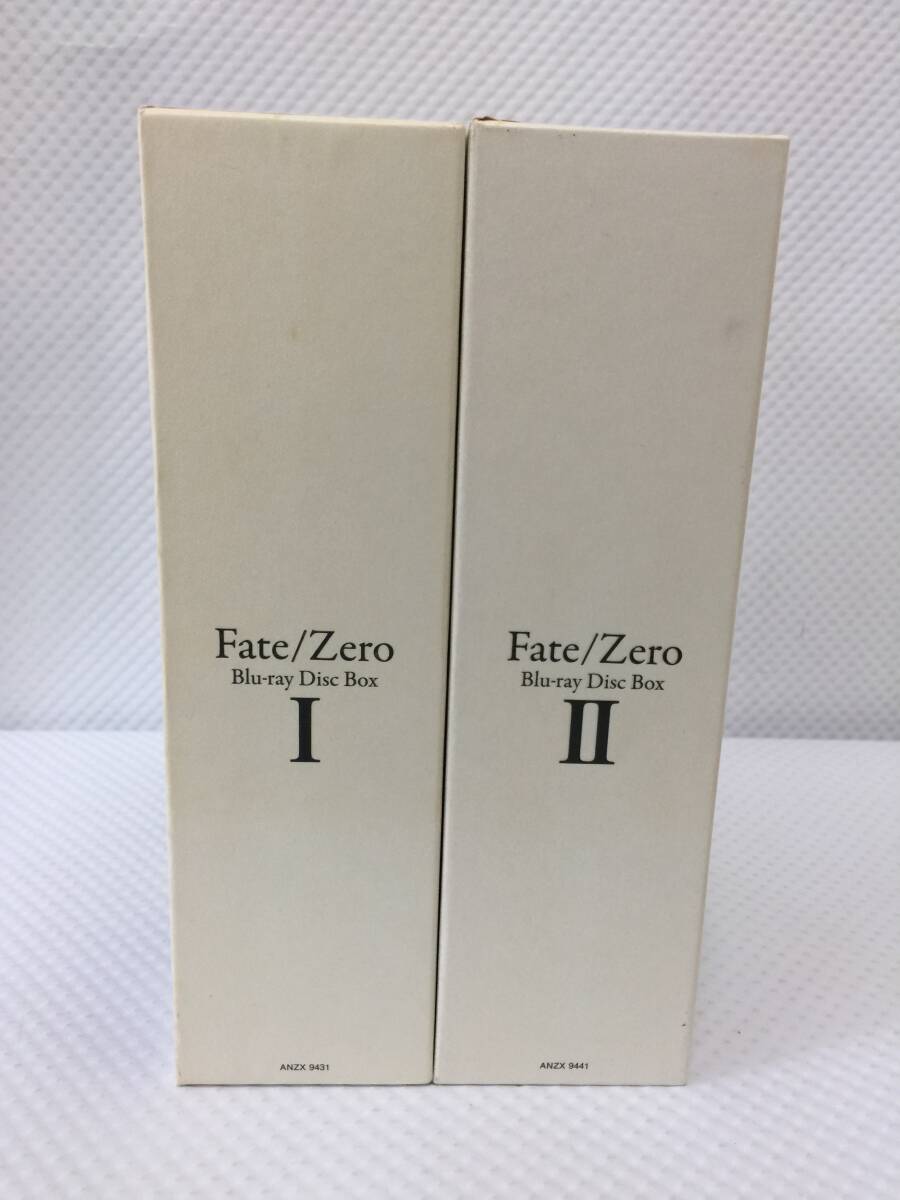 Fate/Zero
Blu-ray Disc Box
I
ANZX 9431
Fate/Zero
Blu-ray Disc Box
II
ANZX 9441